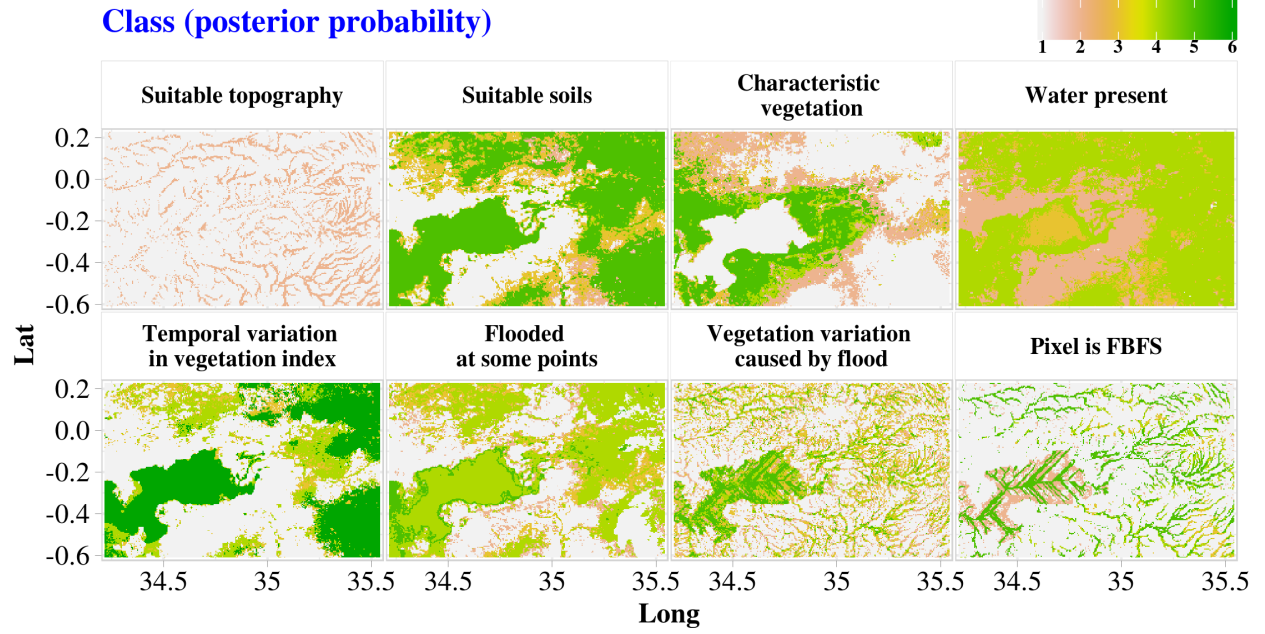 Class (posterior probability)
1 2 3 4 5 6
Suitable topography
Suitable soils
Characteristic
vegetation
Water present
0.2
0.0
-0.2
-0.4
-0.6
Lat
Temporal variation
in vegetation index
Flooded
at some points
Vegetation variation
caused by flood
Pixel is FBFS
0.2
0.0
-0.2
-0.4
-0.6
34.5 35 35.5 34.5 35 35.5 34.5 35 35.5 34.5 35 35.5
Long